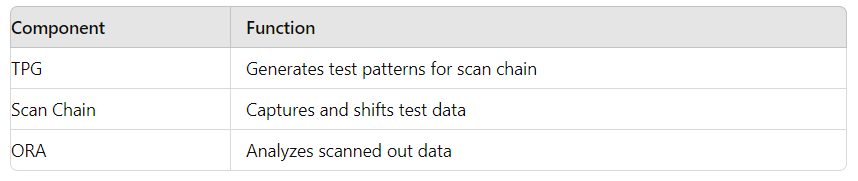 Component Function
TPG Generates test patterns for scan chain
Scan Chain Captures and shifts test data
ORA Analyzes scanned out data